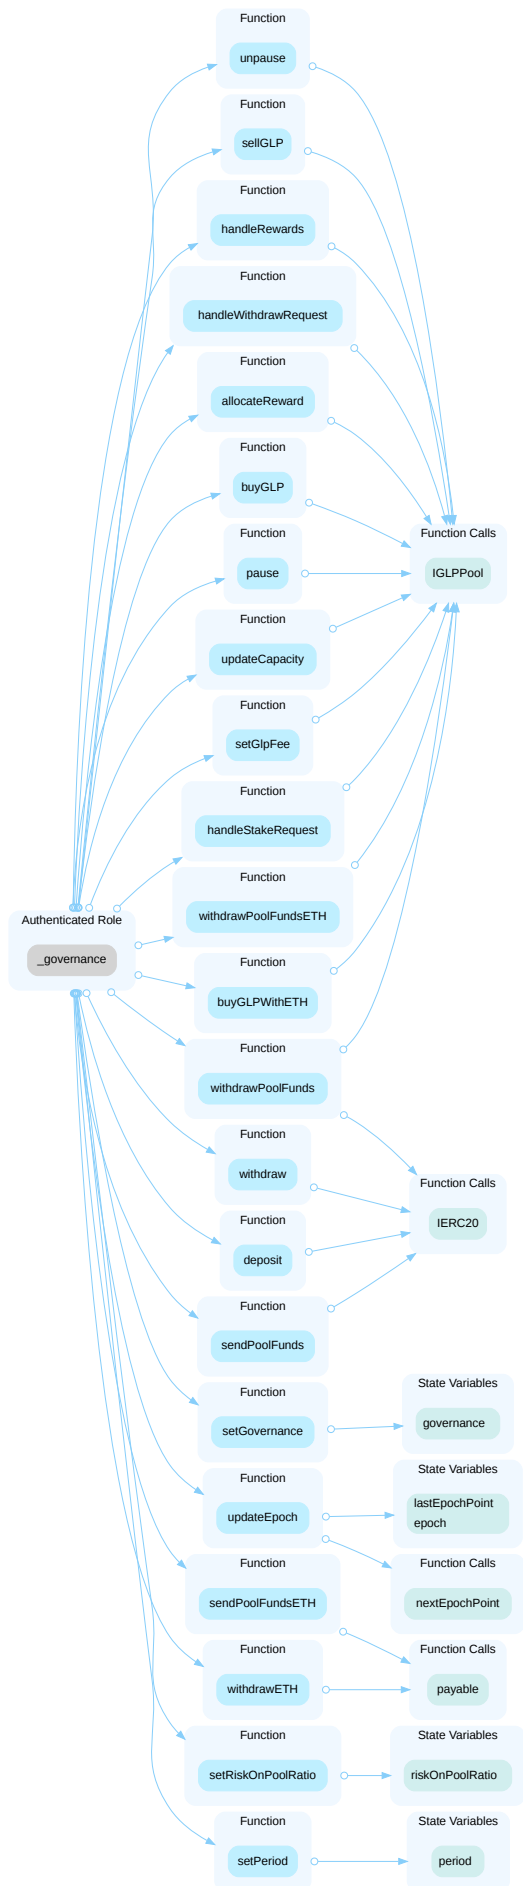 Function
unpause
Function
sellGLP
Function
handleRewards
Function
handleWithdrawRequest
Function
allocateReward
Function
buyGLP
Function
pause
Function Calls
IGLPPool
Function
updateCapacity
Function
setGlpFee
Function
handleStakeRequest
Function
withdrawPoolFundsETH
Authenticated Role
_governance
Function
buyGLPWithETH
Function
withdrawPoolFunds
Function
withdraw
Function Calls
IERC20
Function
deposit
Function
sendPoolFunds
Function
setGovernance
State Variables
governance
Function
updateEpoch
State Variables
lastEpochPoint
epoch
Function Calls
nextEpochPoint
Function
sendPoolFundsETH
Function
withdrawETH
Function Calls
payable
Function
setRiskOnPoolRatio
State Variables
riskOnPoolRatio
Function
setPeriod
State Variables
period